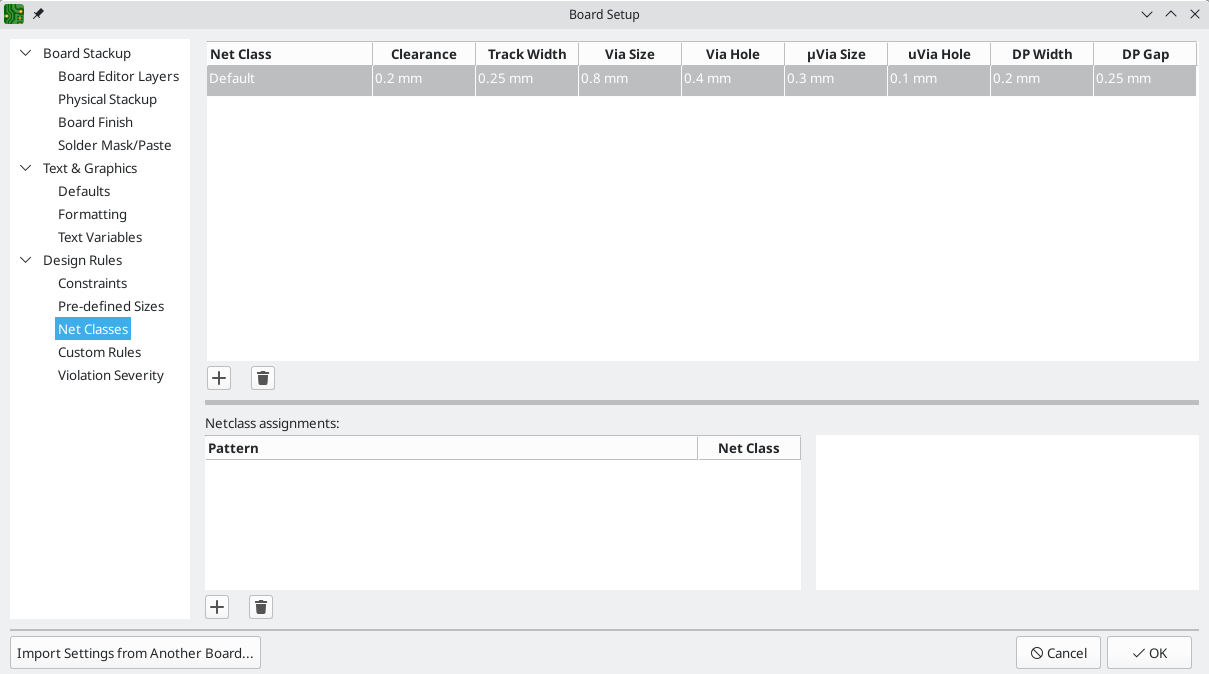 Board Setup
Board Stackup
Board Editor Layers
Physical Stackup
Board Finish
Solder Mask/Paste
Text & Graphics
Defaults
Formatting
Text Variables
Design Rules
Constraints
Pre-defined Sizes
Net Classes
Custom Rules
Violation Severity
Net Class Clearance Track Width Via Size Via Hole µVia Size uVia Hole DP Width DP Gap
Default 0.2 mm 0.25 mm 0.8 mm 0.4 mm 0.3 mm 0.1 mm 0.2 mm 0.25 mm
Netclass assignments:
Pattern Net Class
Import Settings from Another Board... Cancel OK